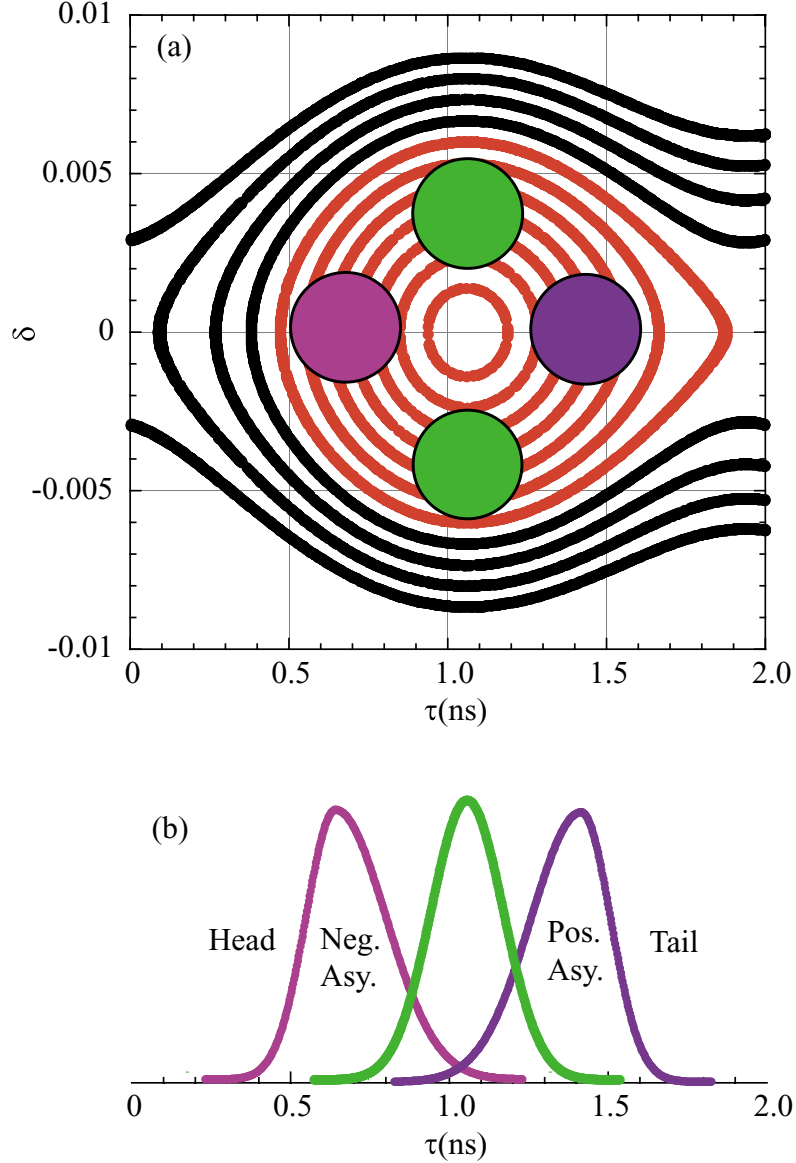 0.01
(a)
0.005
δ
0
-0.005
-0.01
0 0.5 1.0 1.5 2.0
τ(ns)
(b)
Head Neg. Asy. Pos. Asy. Tail
0 0.5 1.0 1.5 2.0
τ(ns)